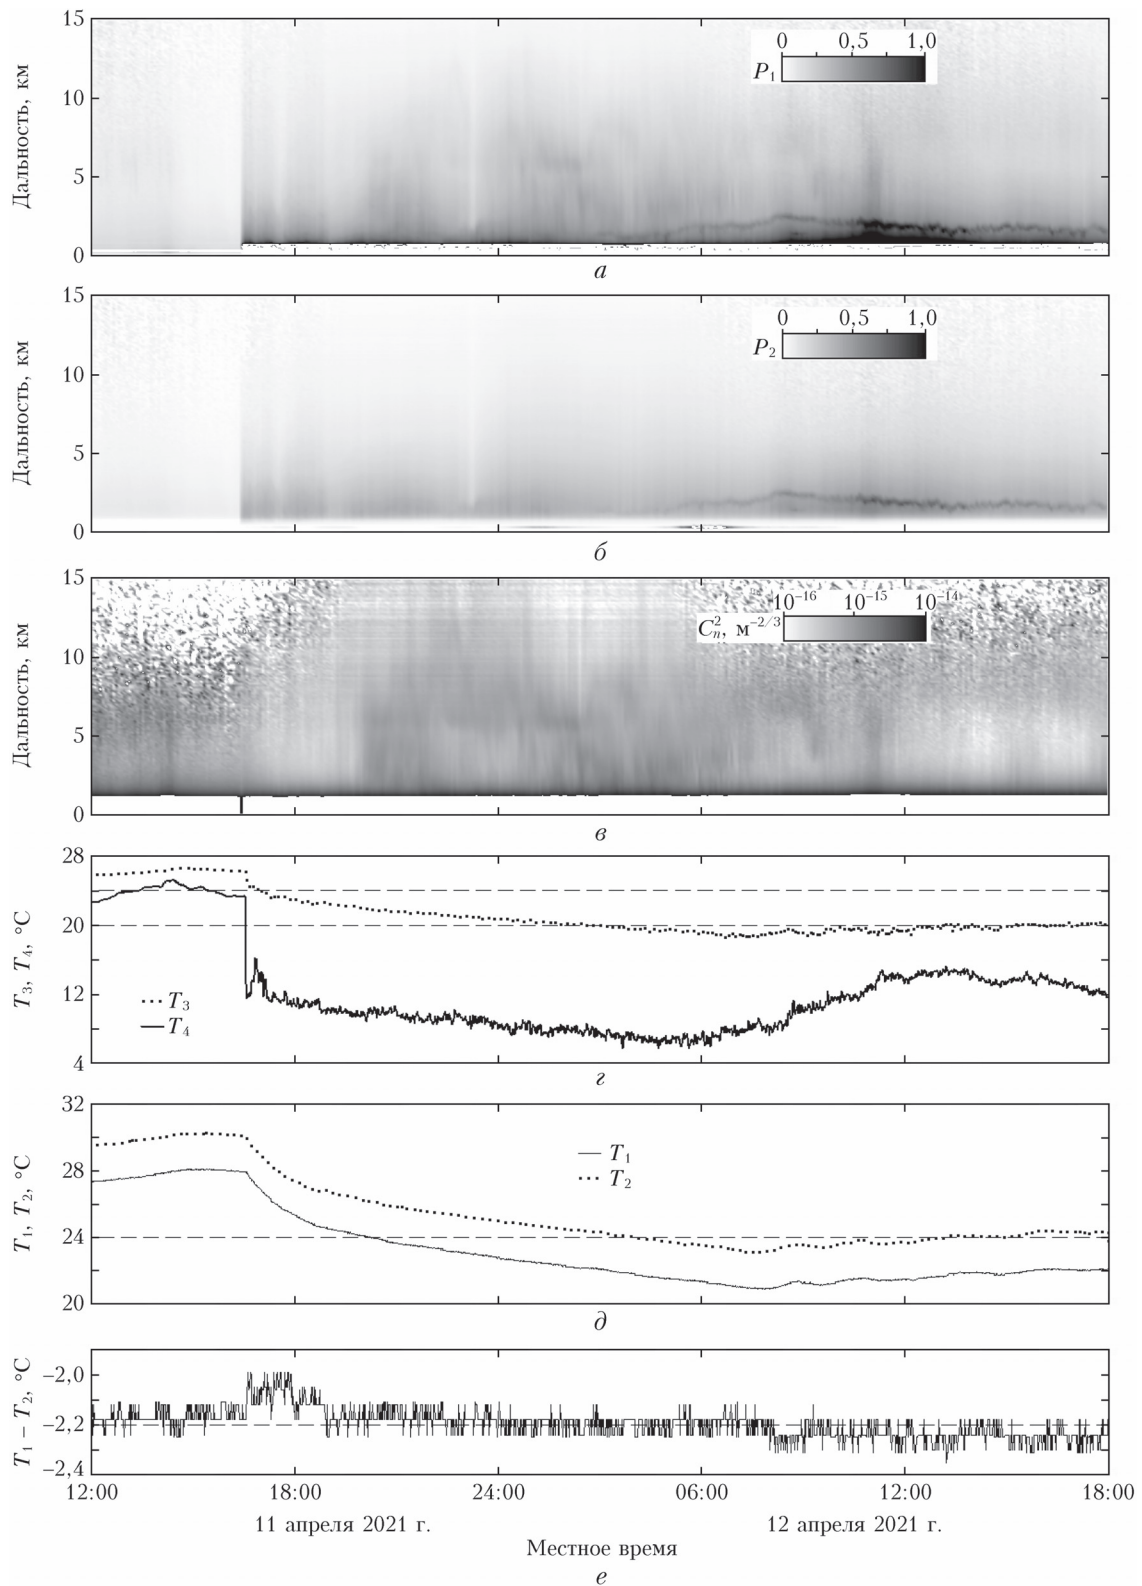 15
10
5
0
Дальность, км
0 0,5 1,0
P1
а
15
10
5
0
Дальность, км
0 0,5 1,0
P2
б
15
10
5
0
Дальность, км
10–16 10–15 10–14
C2n, м–2/3
в
28
20
12
4
T3, T4, °C
T3
T4
г
32
28
24
20
T1, T2, °C
T1
T2
д
–2,0
–2,2
–2,4
T1 – T2, °C
12:00 18:00 24:00 06:00 12:00 18:00
11 апреля 2021 г. 12 апреля 2021 г.
Местное время
е